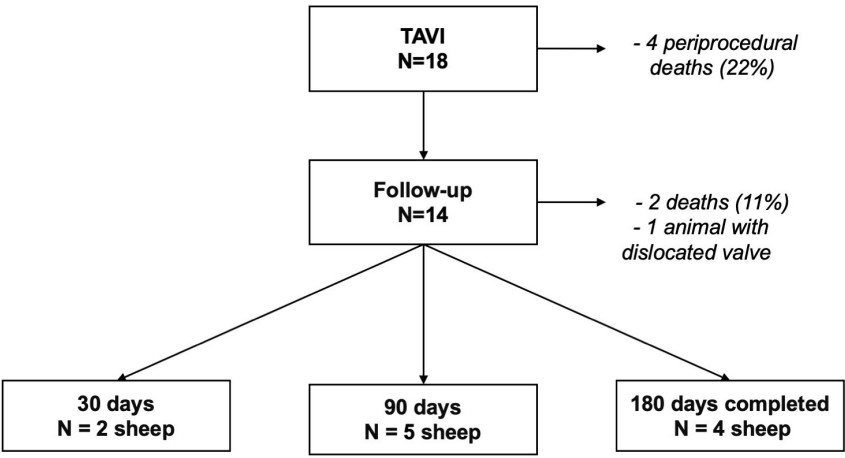 TAVI
N=18
- 4 periprocedural
deaths (22%)
Follow-up
N=14
- 2 deaths (11%)
- 1 animal with
dislocated valve
30 days
N = 2 sheep
90 days
N = 5 sheep
180 days completed
N = 4 sheep